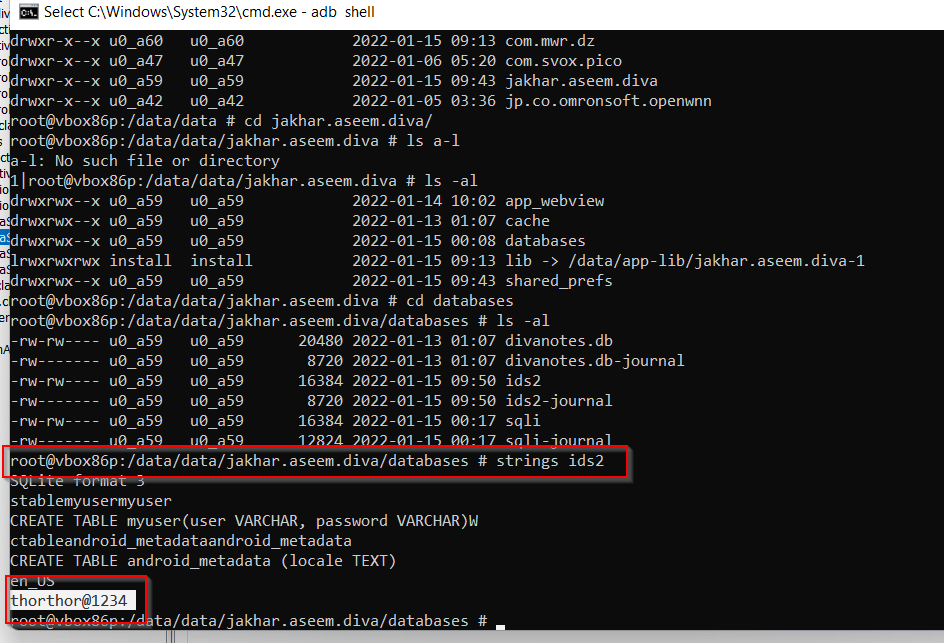 Select C:\Windows\System32\cmd.exe - adb  shell
drwxr-x--x u0_a60   u0_a60            2022-01-15 09:13 com.mwr.dz
drwxr-x--x u0_a47   u0_a47            2022-01-06 05:20 com.svox.pico
drwxr-x--x u0_a59   u0_a59            2022-01-15 09:43 jakhar.aseem.diva
drwxr-x--x u0_a42   u0_a42            2022-01-05 03:36 jp.co.omronsoft.openwnn
root@vbox86p:/data/data # cd jakhar.aseem.diva/
root@vbox86p:/data/data/jakhar.aseem.diva # ls a-l
a-l: No such file or directory
1|root@vbox86p:/data/data/jakhar.aseem.diva # ls -al
drwxrwx--x u0_a59   u0_a59            2022-01-14 10:02 app_webview
drwxrwx--x u0_a59   u0_a59            2022-01-13 01:07 cache
drwxrwx--x u0_a59   u0_a59            2022-01-15 00:08 databases
lrwxrwxrwx install  install           2022-01-15 09:13 lib -> /data/app-lib/jakhar.aseem.diva-1
drwxrwx--x u0_a59   u0_a59            2022-01-15 09:43 shared_prefs
root@vbox86p:/data/data/jakhar.aseem.diva # cd databases
root@vbox86p:/data/data/jakhar.aseem.diva/databases # ls -al
-rw-rw---- u0_a59   u0_a59      20480 2022-01-13 01:07 divanotes.db
-rw------- u0_a59   u0_a59       8720 2022-01-13 01:07 divanotes.db-journal
-rw-rw---- u0_a59   u0_a59      16384 2022-01-15 09:50 ids2
-rw------- u0_a59   u0_a59       8720 2022-01-15 09:50 ids2-journal
-rw-rw---- u0_a59   u0_a59      16384 2022-01-15 00:17 sqli
-rw------- u0_a59   u0_a59      12824 2022-01-15 00:17 sqli-journal
root@vbox86p:/data/data/jakhar.aseem.diva/databases # strings ids2
SQLite format 3
stablemyusermyuser
CREATE TABLE myuser(user VARCHAR, password VARCHAR)W
ctableandroid_metadataandroid_metadata
CREATE TABLE android_metadata (locale TEXT)
en_US
thorthor@1234
root@vbox86p:/data/data/jakhar.aseem.diva/databases #